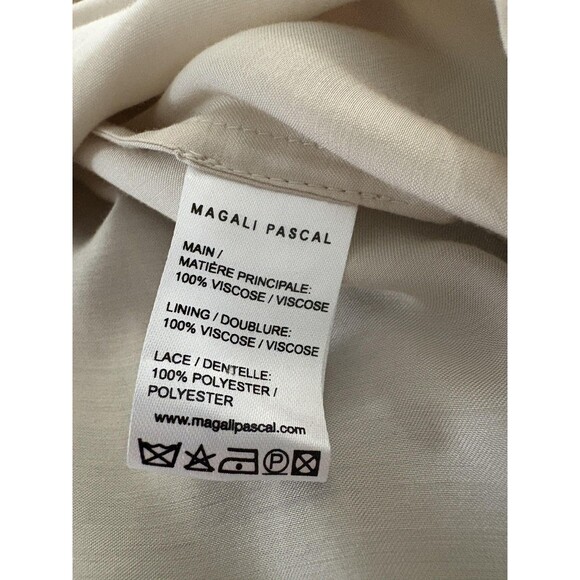 MAGALI PASCAL
MAIN /
MATIÈRE PRINCIPALE:
100% VISCOSE / VISCOSE
LINING / DOUBLURE:
100% VISCOSE / VISCOSE
LACE / DENTELLE:
100% POLYESTER /
POLYESTER
www.magalipascal.com
P